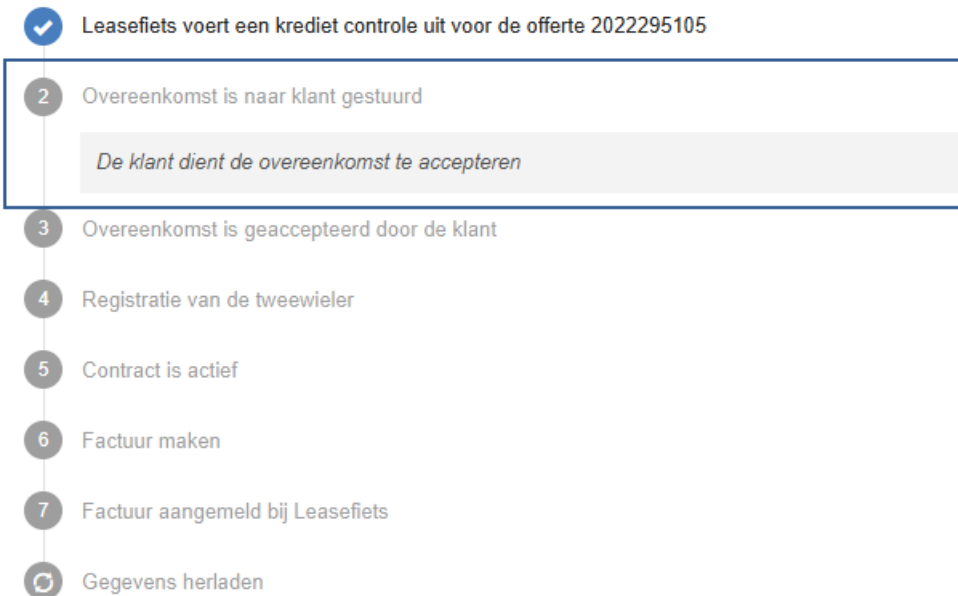 Leasefiets voert een krediet controle uit voor de offerte 2022295105
2 Overeenkomst is naar klant gestuurd
De klant dient de overeenkomst te accepteren
3 Overeenkomst is geaccepteerd door de klant
4 Registratie van de tweewieler
5 Contract is actief
6 Factuur maken
7 Factuur aangemeld bij Leasefiets
Gegevens herladen